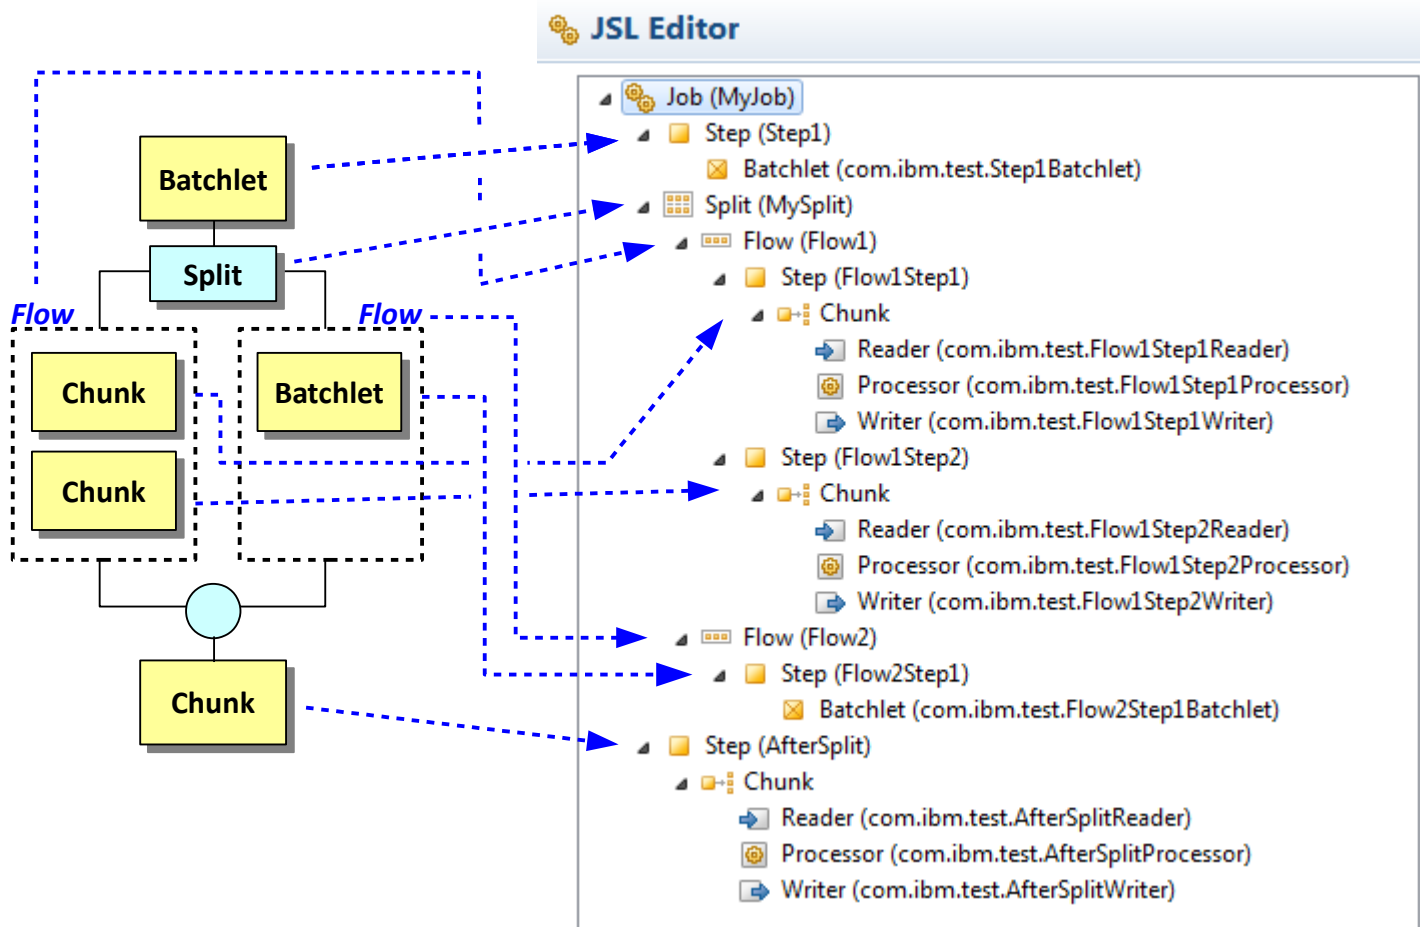 JSL Editor
Batchlet
Split
Flow
Flow
Chunk
Batchlet
Chunk
Chunk
Job (MyJob)
Step (Step1)
Batchlet (com.ibm.test.Step1Batchlet)
Split (MySplit)
Flow (Flow1)
Step (Flow1Step1)
Chunk
Reader (com.ibm.test.Flow1Step1Reader)
Processor (com.ibm.test.Flow1Step1Processor)
Writer (com.ibm.test.Flow1Step1Writer)
Step (Flow1Step2)
Chunk
Reader (com.ibm.test.Flow1Step2Reader)
Processor (com.ibm.test.Flow1Step2Processor)
Writer (com.ibm.test.Flow1Step2Writer)
Flow (Flow2)
Step (Flow2Step1)
Batchlet (com.ibm.test.Flow2Step1Batchlet)
Step (AfterSplit)
Chunk
Reader (com.ibm.test.AfterSplitReader)
Processor (com.ibm.test.AfterSplitProcessor)
Writer (com.ibm.test.AfterSplitWriter)